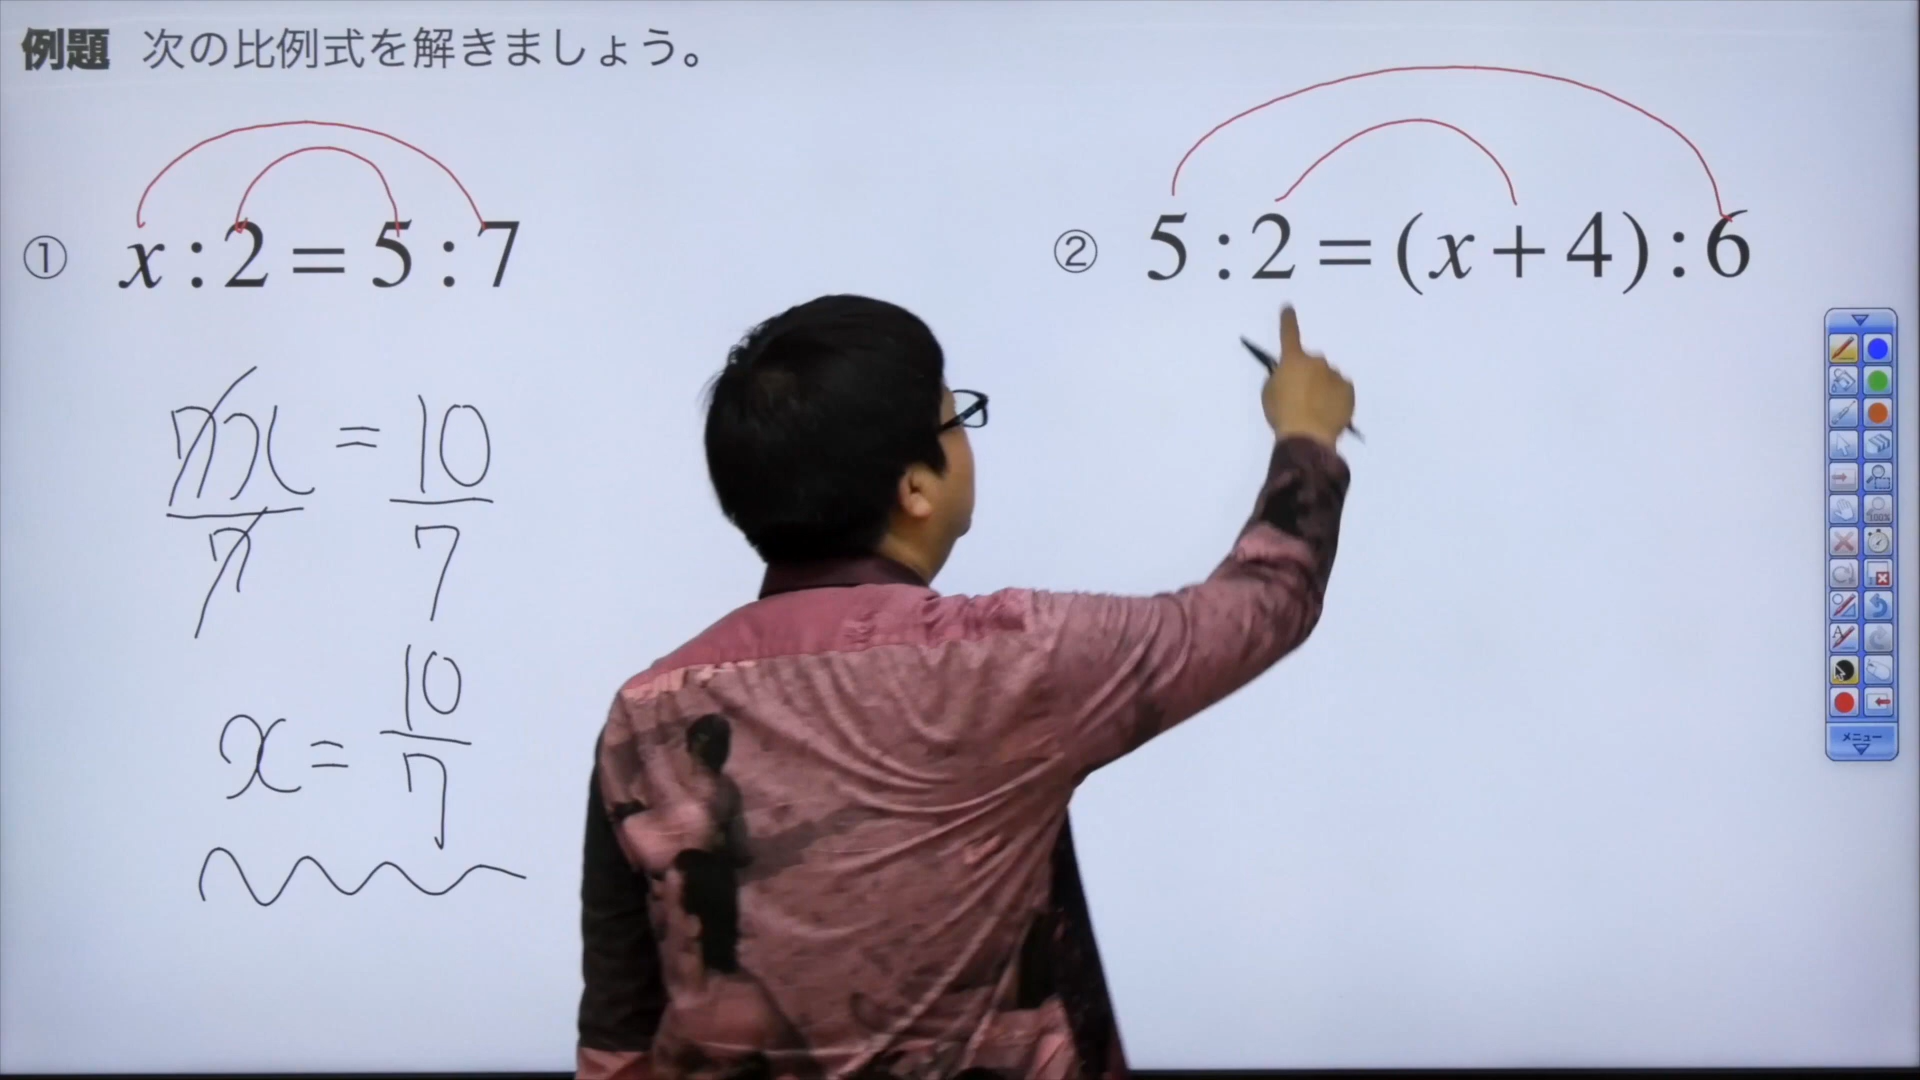 例題 次の比例式を解きましょう。
① x : 2 = 5 : 7
② 5 : 2 = (x + 4) : 6
7x/7 = 10/7
x = 10/7
100%
メニュー